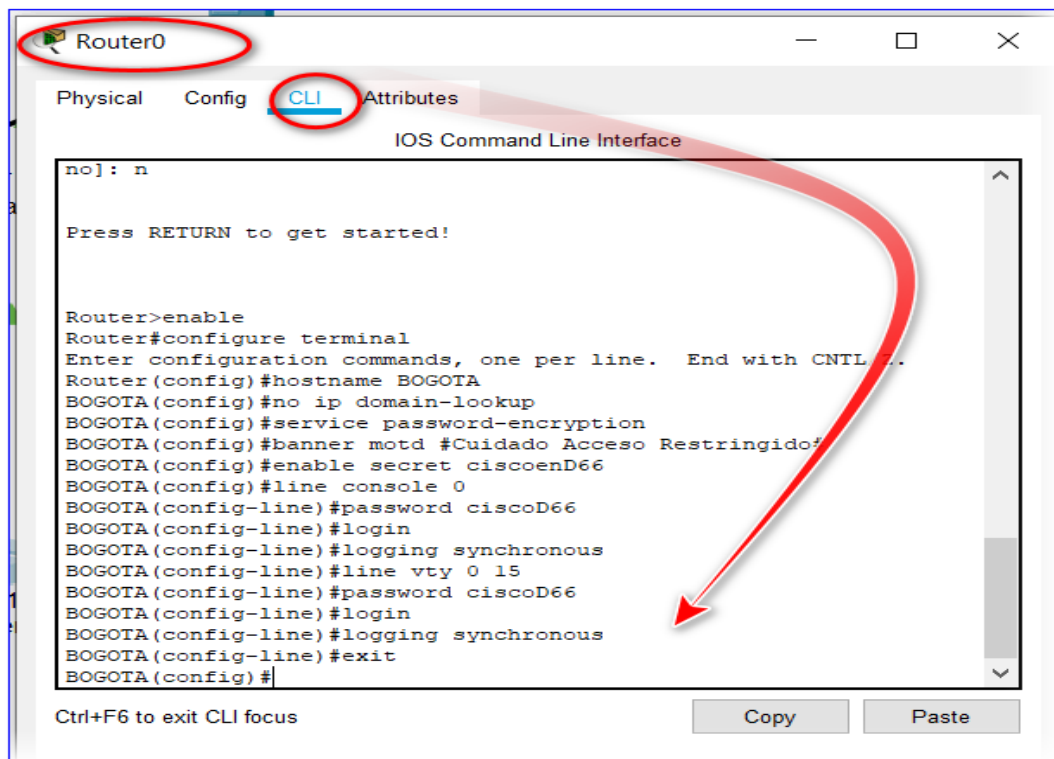 Router0
Physical Config CLI Attributes
IOS Command Line Interface
no]: n
Press RETURN to get started!
Router>enable
Router#configure terminal
Enter configuration commands, one per line. End with CNTL Z.
Router(config)#hostname BOGOTA
BOGOTA(config)#no ip domain-lookup
BOGOTA(config)#service password-encryption
BOGOTA(config)#banner motd #Cuidado Acceso Restringido#
BOGOTA(config)#enable secret ciscoenD66
BOGOTA(config)#line console 0
BOGOTA(config-line)#password ciscoD66
BOGOTA(config-line)#login
BOGOTA(config-line)#logging synchronous
BOGOTA(config-line)#line vty 0 15
BOGOTA(config-line)#password ciscoD66
BOGOTA(config-line)#login
BOGOTA(config-line)#logging synchronous
BOGOTA(config-line)#exit
BOGOTA(config)#
Ctrl+F6 to exit CLI focus
Copy Paste